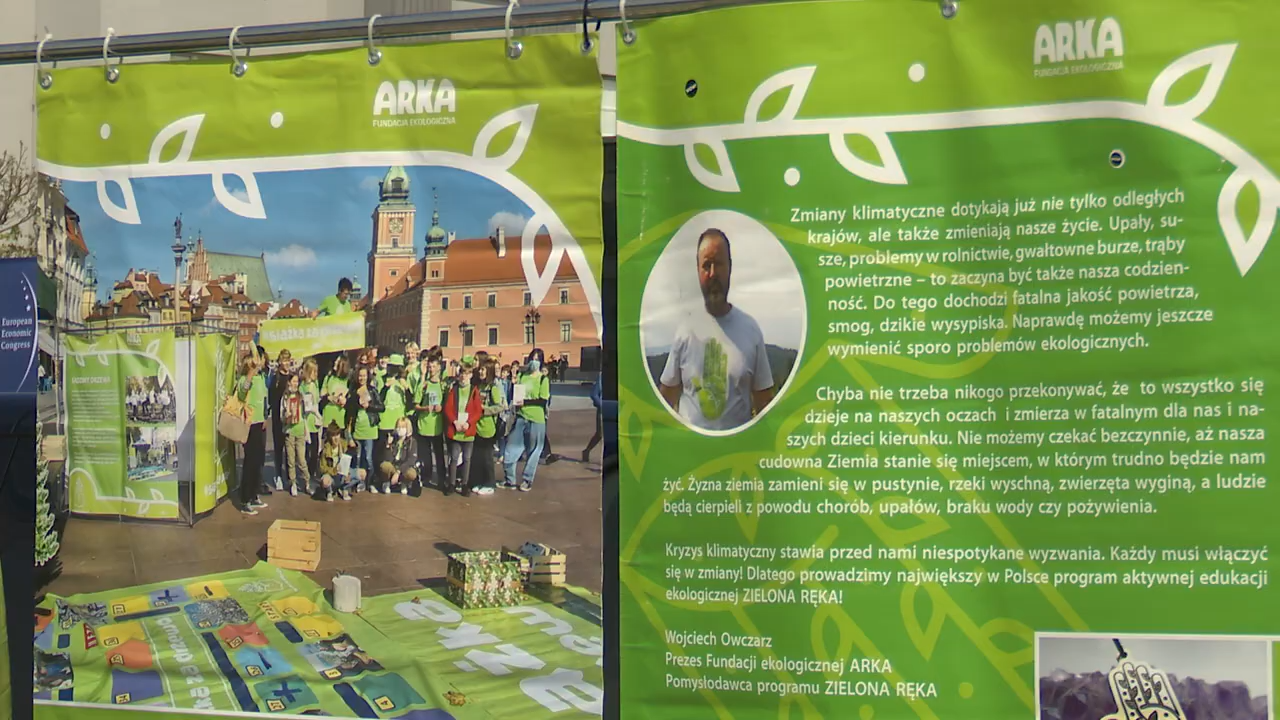 ARKA
FUNDACJA EKOLOGICZNA
European
Economic
Congress
ARKA
FUNDACJA EKOLOGICZNA
Zmiany klimatyczne dotykają już nie tylko odległych
krajów, ale także zmieniają nasze życie. Upały, su-
sze, problemy w rolnictwie, gwałtowne burze, trąby
powietrzne – to zaczyna być także nasza codzien-
ność. Do tego dochodzi fatalna jakość powietrza,
smog, dzikie wysypiska. Naprawdę możemy jeszcze
wymienić sporo problemów ekologicznych.
Chyba nie trzeba nikogo przekonywać, że to wszystko się
dzieje na naszych oczach i zmierza w fatalnym dla nas i na-
szych dzieci kierunku. Nie możemy czekać bezczynnie, aż nasza
cudowna Ziemia stanie się miejscem, w którym trudno będzie nam
żyć. Żyzna ziemia zamieni się w pustynie, rzeki wyschną, zwierzęta wyginą, a ludzie
będą cierpieli z powodu chorób, upałów, braku wody czy pożywienia.
Kryzys klimatyczny stawia przed nami niespotykane wyzwania. Każdy musi włączyć
się w zmiany! Dlatego prowadzimy największy w Polsce program aktywnej edukacji
ekologicznej ZIELONA RĘKA!
Wojciech Owczarz
Prezes Fundacji ekologicznej ARKA
Pomysłodawca programu ZIELONA RĘKA